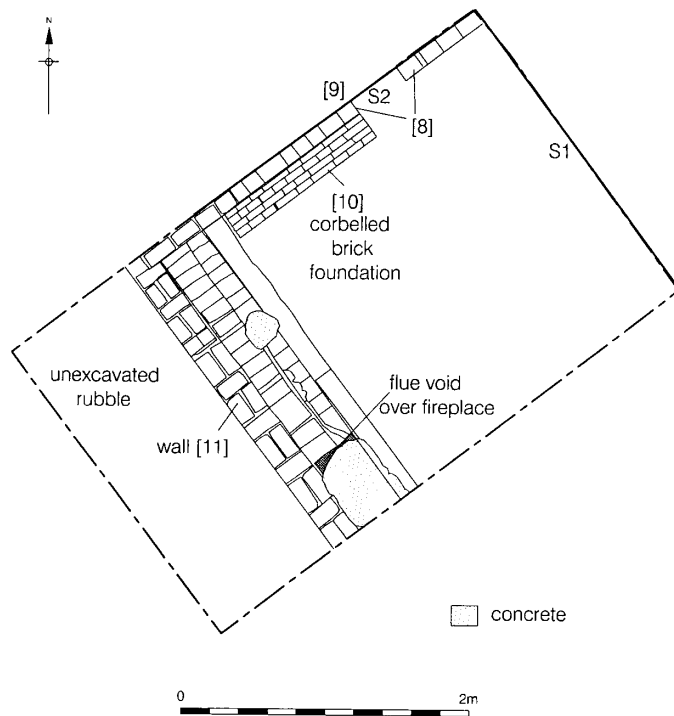 N
[9]
S2
[8]
S1
[10]
corbelled
brick
foundation
unexcavated
rubble
flue void
over fireplace
wall [11]
concrete
0
2m